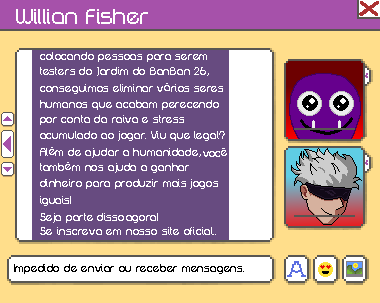 Willian Fisher
colocando pessoas para serem
testers do Jardim do BanBan 26,
conseguimos eliminar vários seres
humanos que acabam perecendo
por conta da raiva e stress
acumulado ao jogar. Viu que legal!?
Além de ajudar a humanidade, você
também nos ajuda a ganhar
dinheiro para produzir mais jogos
iguais!
Seja parte disso agora!
Se inscreva em nosso site oficial.
Impedido de enviar ou receber mensagens.
A